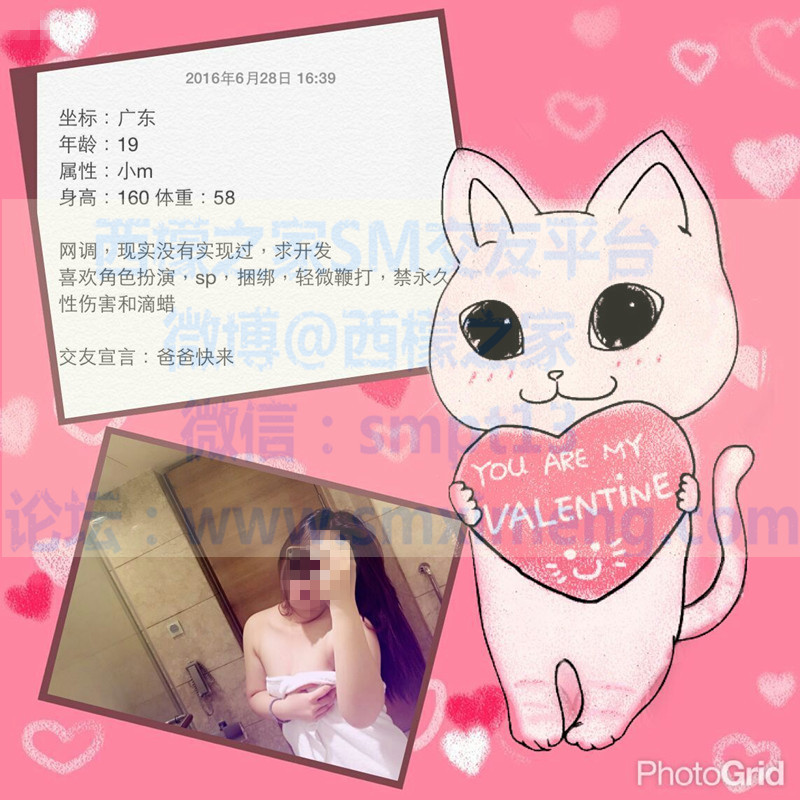 2016年6月28日 16:39
坐标：广东
年龄：19
属性：小m
身高：160 体重：58
网调，现实没有实现过，求开发
喜欢角色扮演，sp，捆绑，轻微鞭打，禁永久
性伤害和滴蜡
交友宣言：爸爸快来
西檬之家SM交友平台
微博@西檬之家
微信：smpt13
论坛：www.smximeng.com
YOU ARE MY
VALENTINE
PhotoGrid